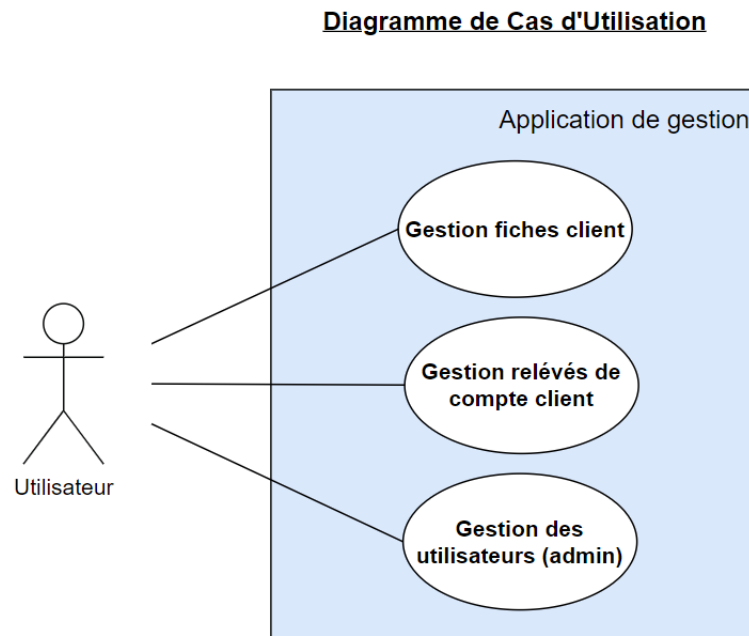 Diagramme de Cas d'Utilisation
Application de gestion
Gestion fiches client
Gestion relévés de
compte client
Utilisateur
Gestion des
utilisateurs (admin)